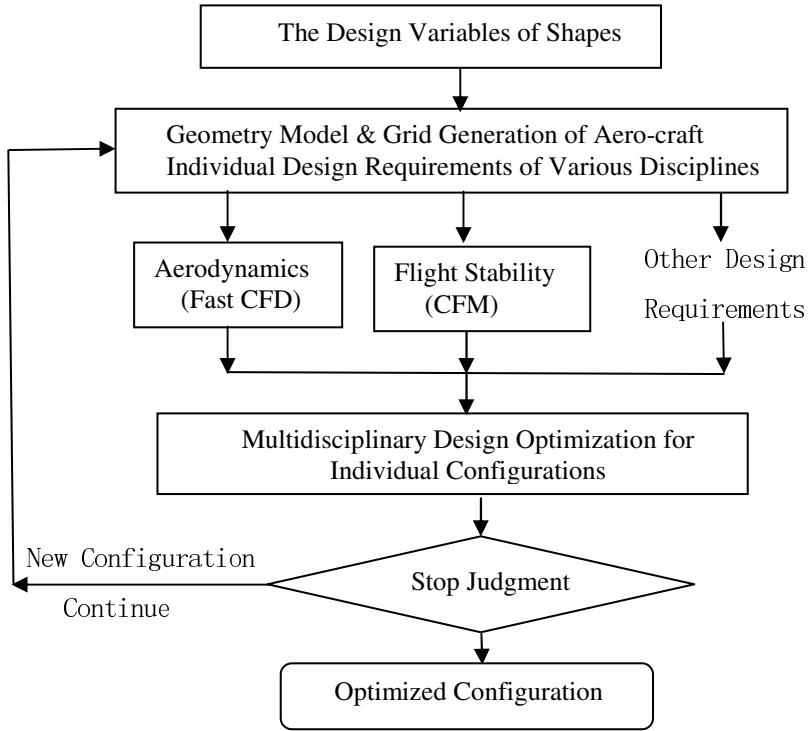 The Design Variables of Shapes
Geometry Model & Grid Generation of Aero-craft
Individual Design Requirements of Various Disciplines
Aerodynamics
(Fast CFD)
Flight Stability
(CFM)
Other Design
Requirements
Multidisciplinary Design Optimization for
Individual Configurations
New Configuration
Continue
Stop Judgment
Optimized Configuration